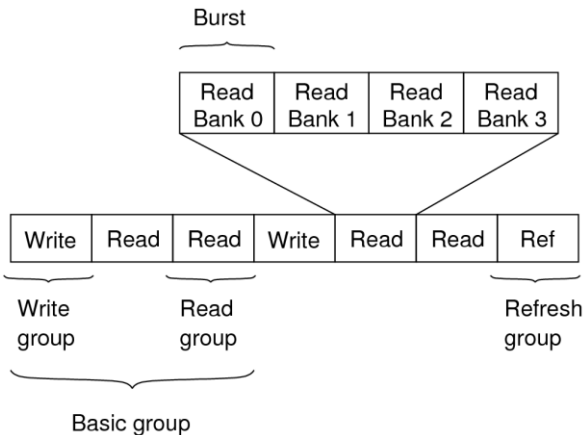 Burst
Read Read Read Read
Bank 0 Bank 1 Bank 2 Bank 3
Write Read Read Write Read Read Ref
Write Read Refresh
group group group
Basic group